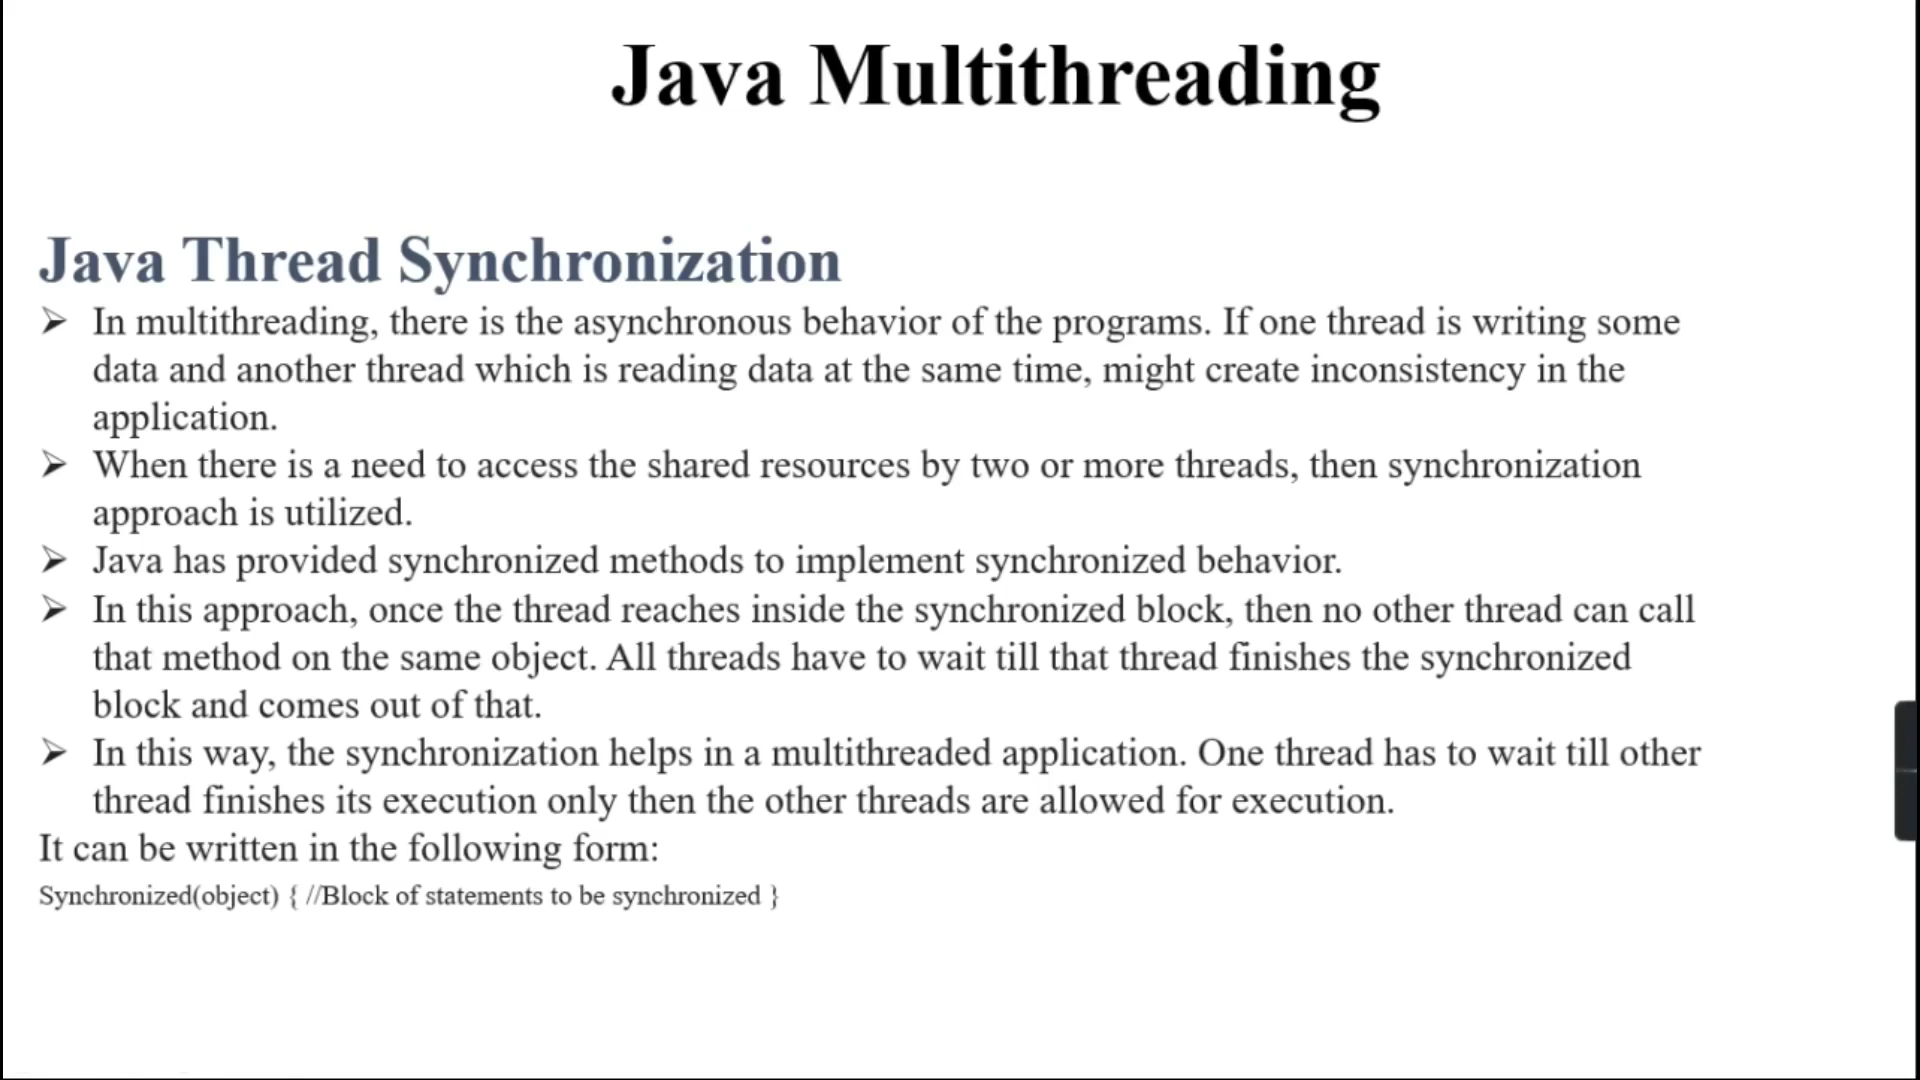 Java Multithreading
Java Thread Synchronization
➢ In multithreading, there is the asynchronous behavior of the programs. If one thread is writing some
data and another thread which is reading data at the same time, might create inconsistency in the
application.
➢ When there is a need to access the shared resources by two or more threads, then synchronization
approach is utilized.
➢ Java has provided synchronized methods to implement synchronized behavior.
➢ In this approach, once the thread reaches inside the synchronized block, then no other thread can call
that method on the same object. All threads have to wait till that thread finishes the synchronized
block and comes out of that.
➢ In this way, the synchronization helps in a multithreaded application. One thread has to wait till other
thread finishes its execution only then the other threads are allowed for execution.
It can be written in the following form:
Synchronized(object) { //Block of statements to be synchronized }